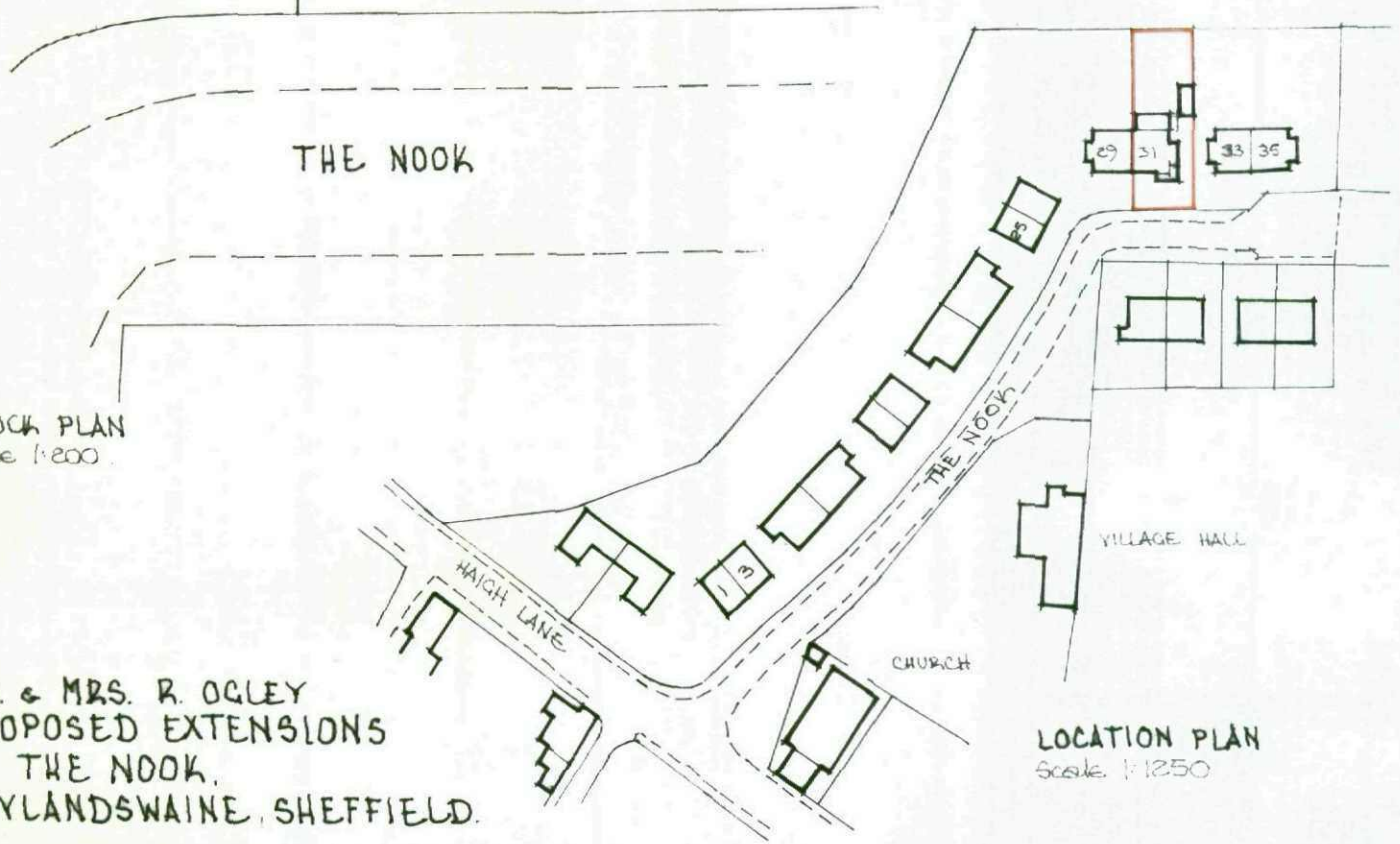 THE NOOK
29 31
33 35
25
THE NOOK
VILLAGE HALL
1 3
HAIGH LANE
CHURCH
OCK PLAN
e 1:200
. & MRS. R. OGLEY
OPOSED EXTENSIONS
THE NOOK,
YLANDSWAINE, SHEFFIELD.
LOCATION PLAN
Scale 1:1250